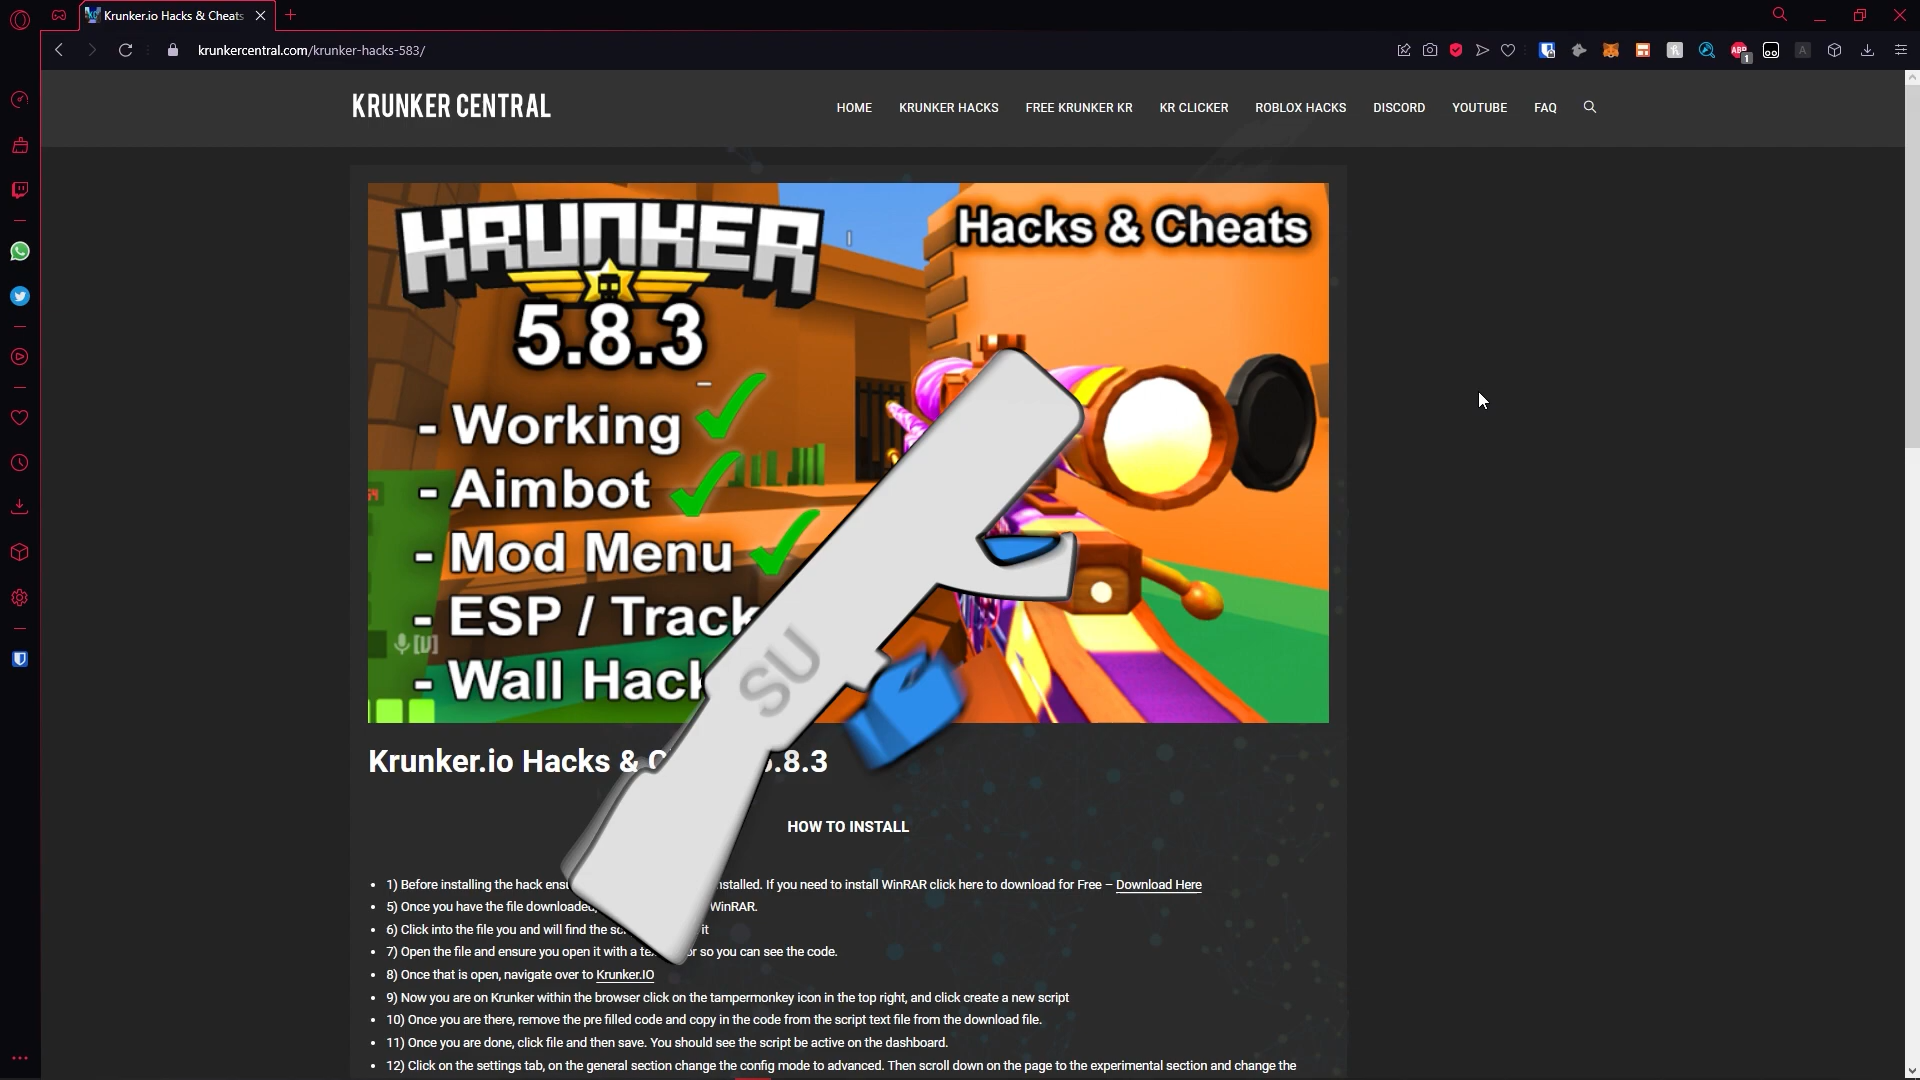 Krunker.io Hacks & Cheats
krunkercentral.com/krunker-hacks-583/
ABP
1
A
KRUNKER CENTRAL
HOME
KRUNKER HACKS
FREE KRUNKER KR
KR CLICKER
ROBLOX HACKS
DISCORD
YOUTUBE
FAQ
KRUNKER
5.8.3
Hacks & Cheats
- Working
- Aimbot
- Mod Menu
- ESP / Track
- Wall Hack
[V]
SU
Krunker.io Hacks & C 5.8.3
HOW TO INSTALL
• 1) Before installing the hack ensu nstalled. If you need to install WinRAR click here to download for Free – Download Here
• 5) Once you have the file downloaded, WinRAR.
• 6) Click into the file you and will find the sc it
• 7) Open the file and ensure you open it with a te or so you can see the code.
• 8) Once that is open, navigate over to Krunker.IO
• 9) Now you are on Krunker within the browser click on the tampermonkey icon in the top right, and click create a new script
• 10) Once you are there, remove the pre filled code and copy in the code from the script text file from the download file.
• 11) Once you are done, click file and then save. You should see the script be active on the dashboard.
• 12) Click on the settings tab, on the general section change the config mode to advanced. Then scroll down on the page to the experimental section and change the